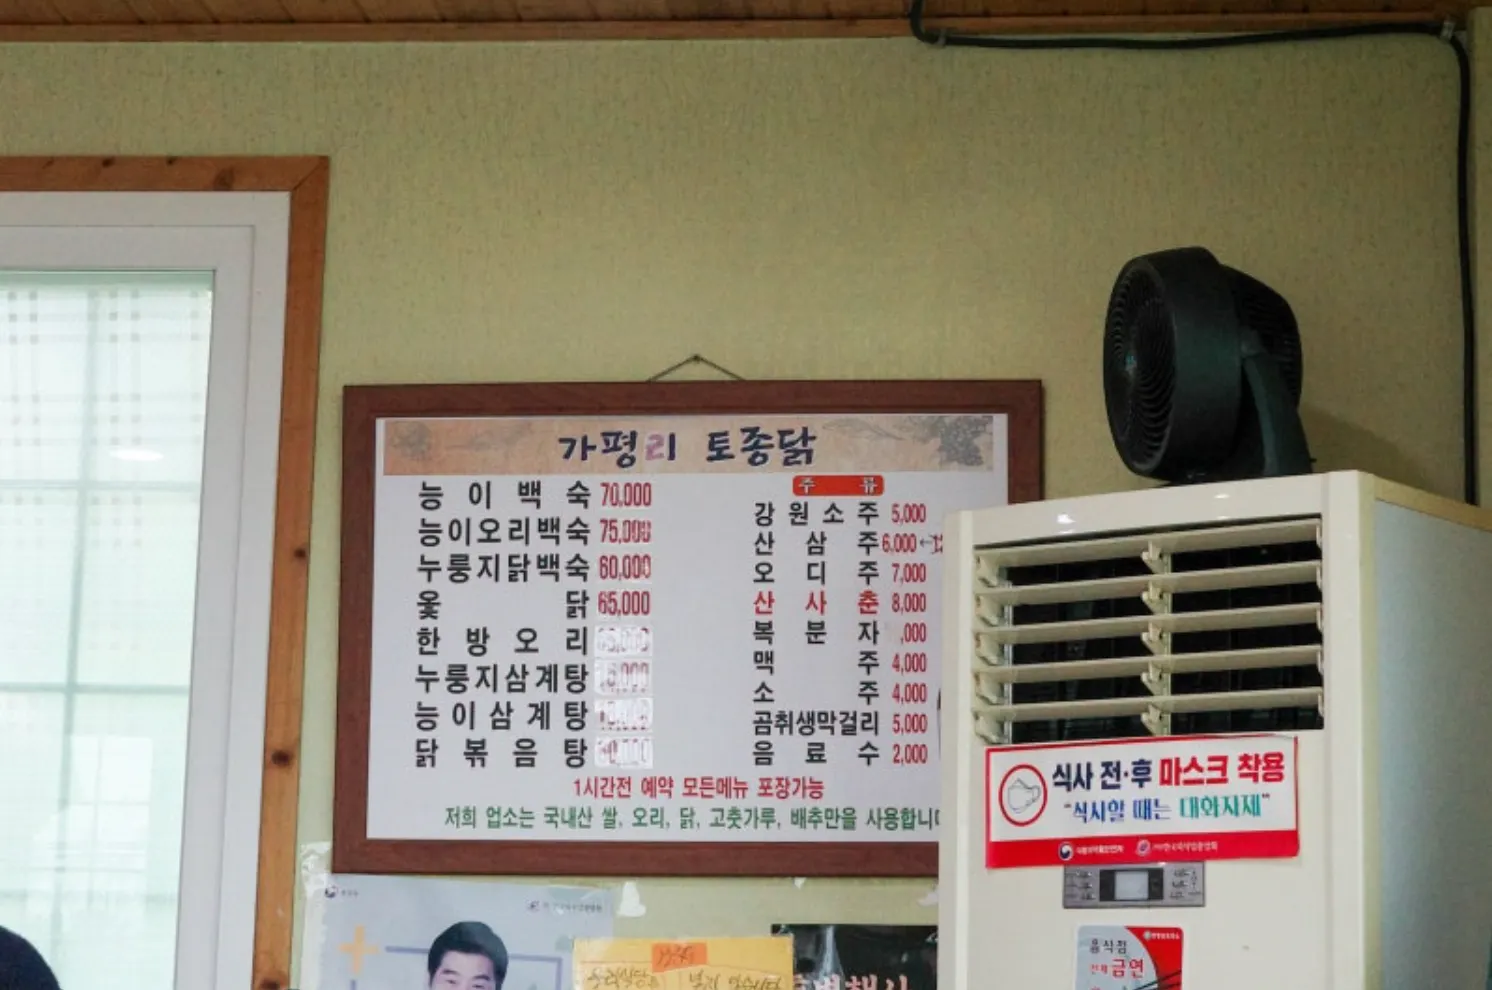 가평리 토종닭
능이백숙 70,000
능이오리백숙 75,000
누룽지닭백숙 60,000
옻닭 65,000
한방오리
누룽지삼계탕
능이삼계탕
닭볶음탕
주류
강원소주 5,000
산삼주 6,000
오디주 7,000
산사춘 8,000
복분자 ,000
맥주 4,000
소주 4,000
곰취생막걸리 5,000
음료수 2,000
1시간전 예약 모든메뉴 포장가능
저희 업소는 국내산 쌀, 오리, 닭, 고춧가루, 배추만을 사용합니
식사 전·후 마스크 착용
"식사할 때는 대화자제"
음식점
전체 금연